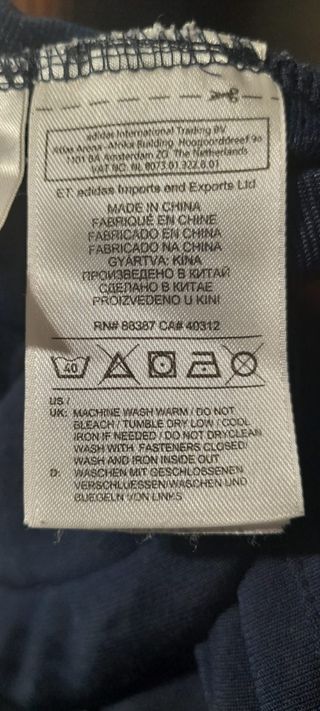 adidas International Trading BV
Atlas Arena - Afrika Building Hoogoorddreef 9a
1101 BA Amsterdam ZO The Netherlands
VAT NO. NL 8073.01.322.B.01
ET. adidas Imports and Exports Ltd
MADE IN CHINA
FABRIQUÉ EN CHINE
FABRICADO EN CHINA
FABRICADO NA CHINA
GYÁRTVA: KÍNA
ПРОИЗВЕДЕНО В КИТАЙ
СДЕЛАНО В КИТАЕ
PROIZVEDENO U KINI
RN# 88387 CA# 40312
40
US /
UK: MACHINE WASH WARM / DO NOT
BLEACH / TUMBLE DRY LOW / COOL
IRON IF NEEDED / DO NOT DRYCLEAN
WASH WITH FASTENERS CLOSED/
WASH AND IRON INSIDE OUT
D: WASCHEN MIT GESCHLOSSENEN
VERSCHLUESSEN/WASCHEN UND
BUEGELN VON LINKS